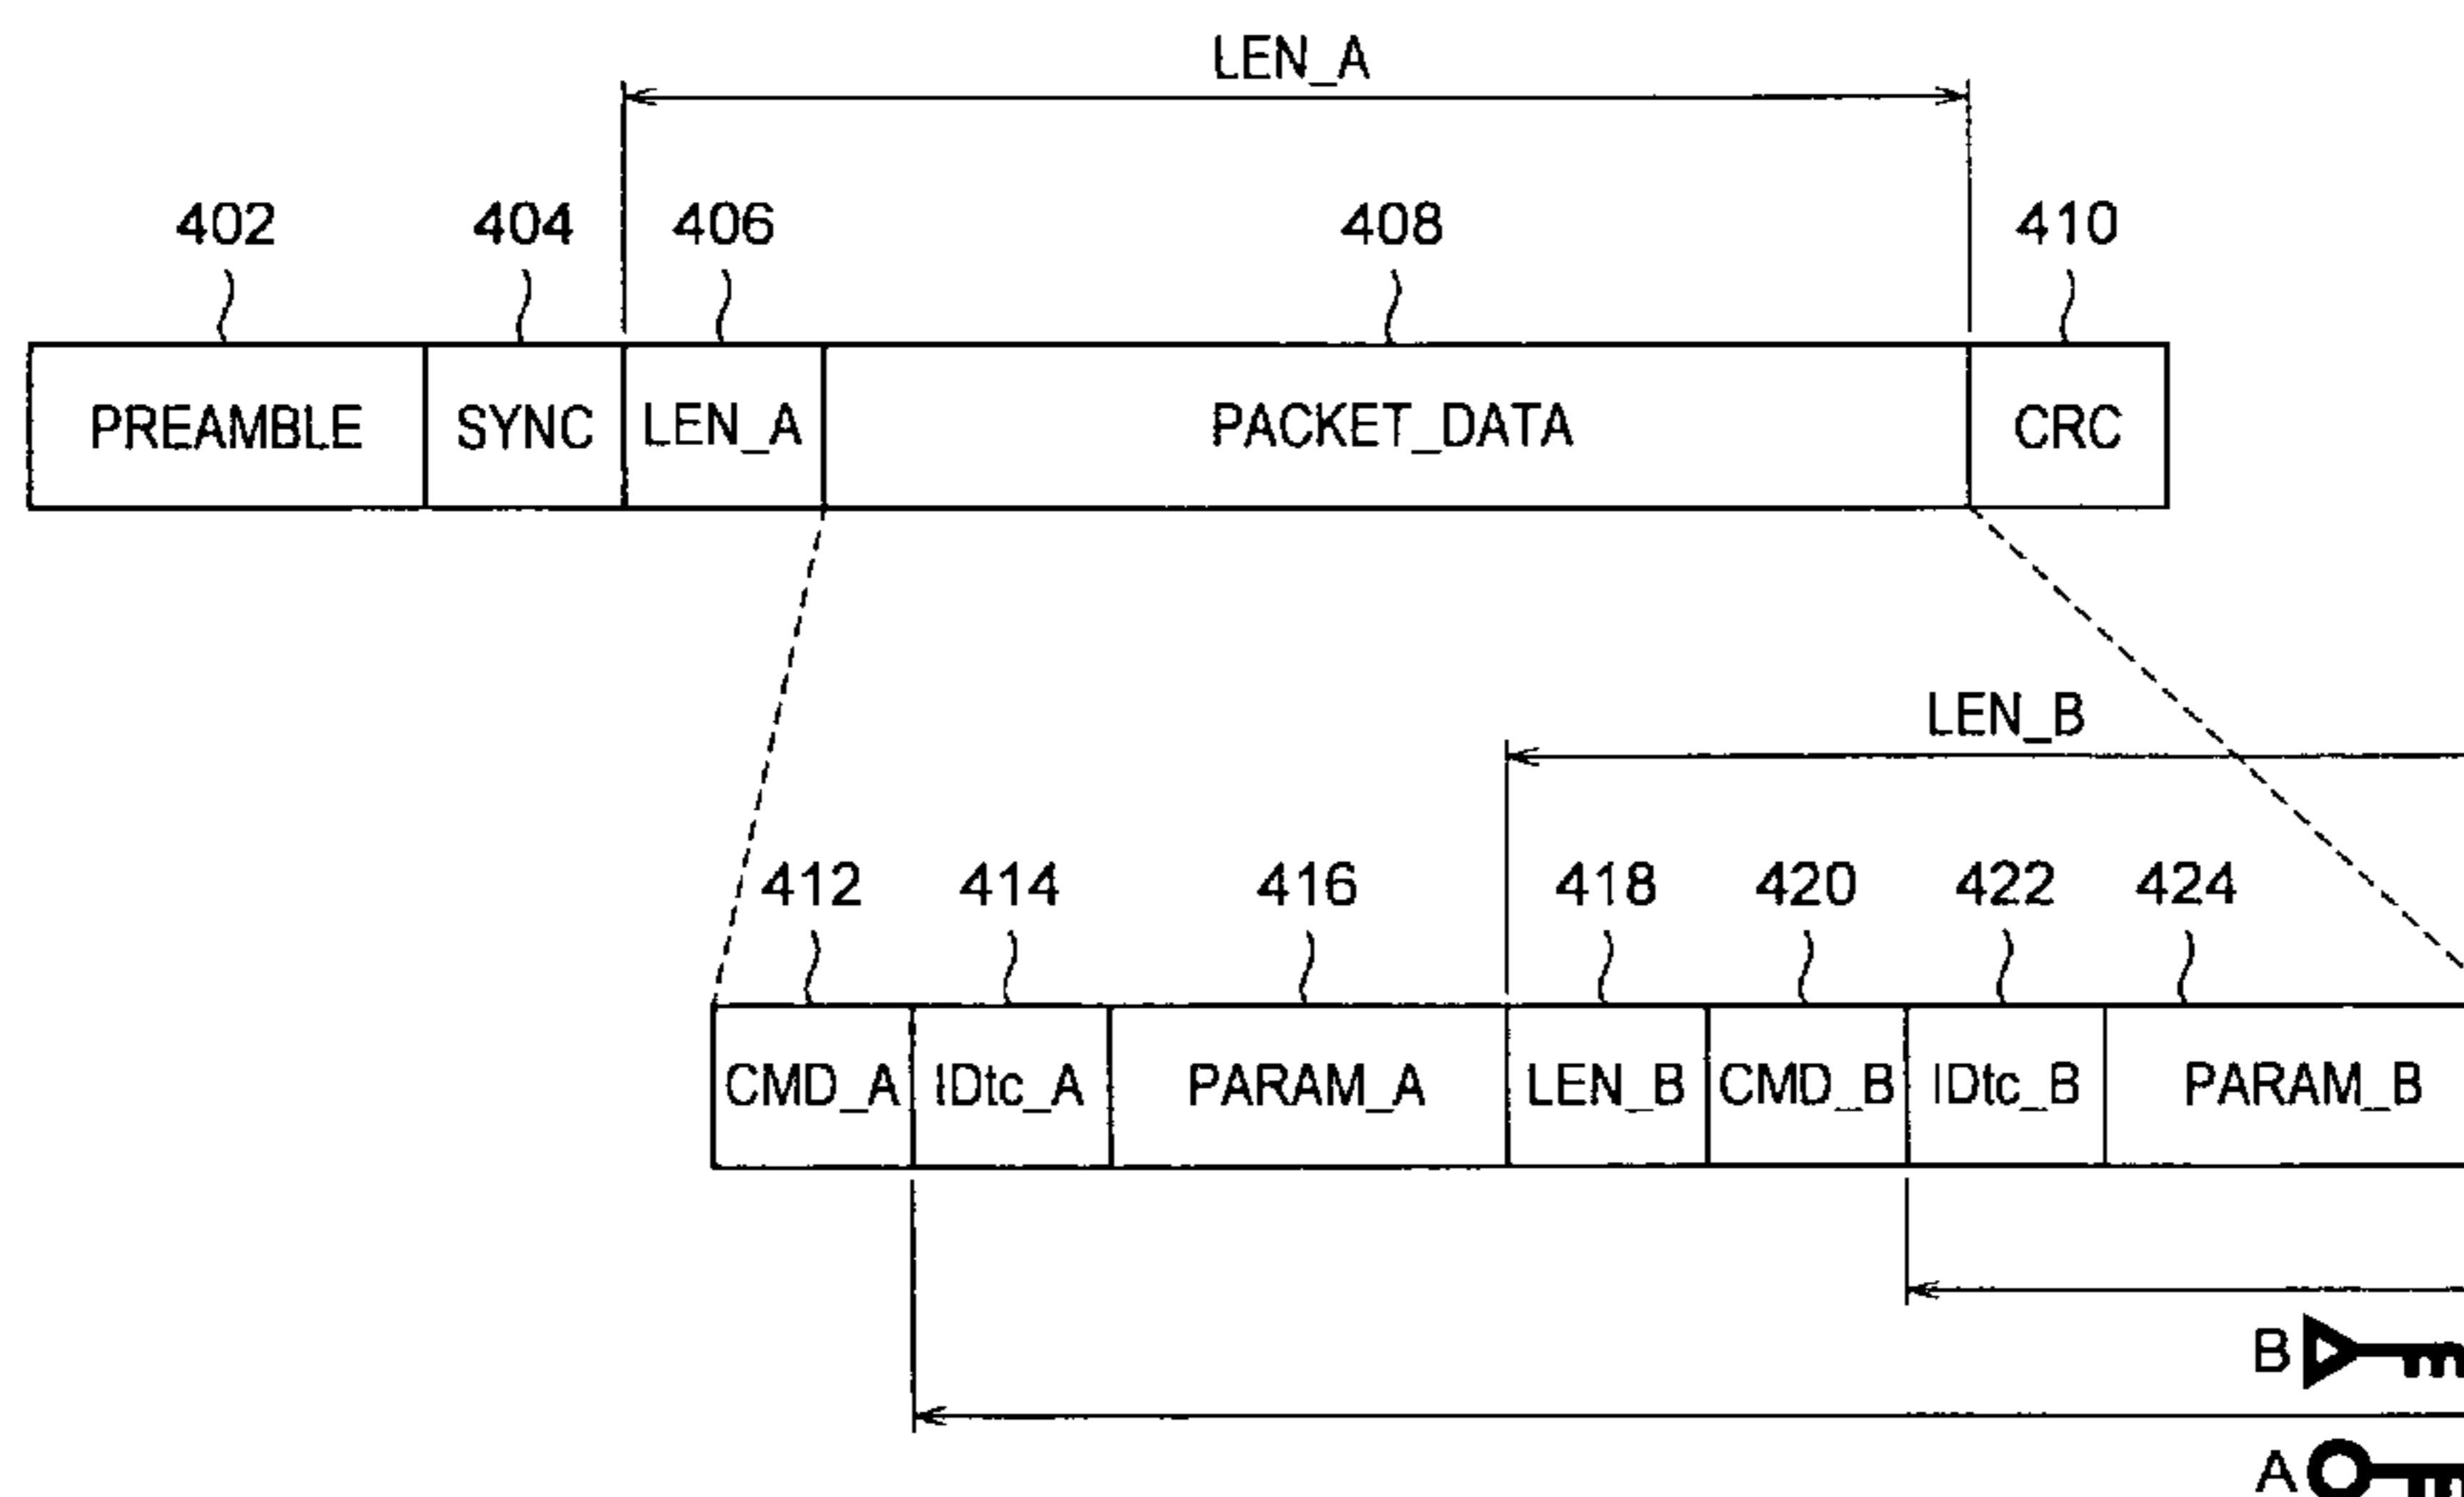 LEN_A
402 404 406 408 410
PREAMBLE SYNC LEN_A PACKET_DATA CRC
LEN_B
412 414 416 418 420 422 424
CMD_A IDtc_A PARAM_A LEN_B CMD_B IDtc_B PARAM_B
B
A